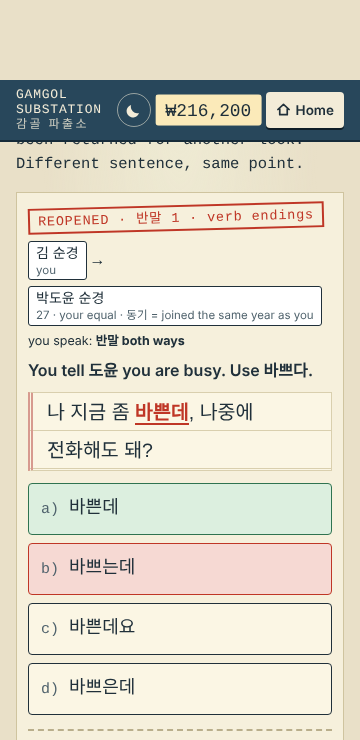 GAMGOL
SUBSTATION
감골 파출소
₩216,200
Home
Different sentence, same point.
REOPENED · 반말 1 · verb endings
김 순경
you
→
박도윤 순경
27 · your equal · 동기 = joined the same year as you
you speak: 반말 both ways
You tell 도윤 you are busy. Use 바쁘다.
나 지금 좀 바쁜데, 나중에
전화해도 돼?
a) 바쁜데
b) 바쁘는데
c) 바쁜데요
d) 바쁘은데